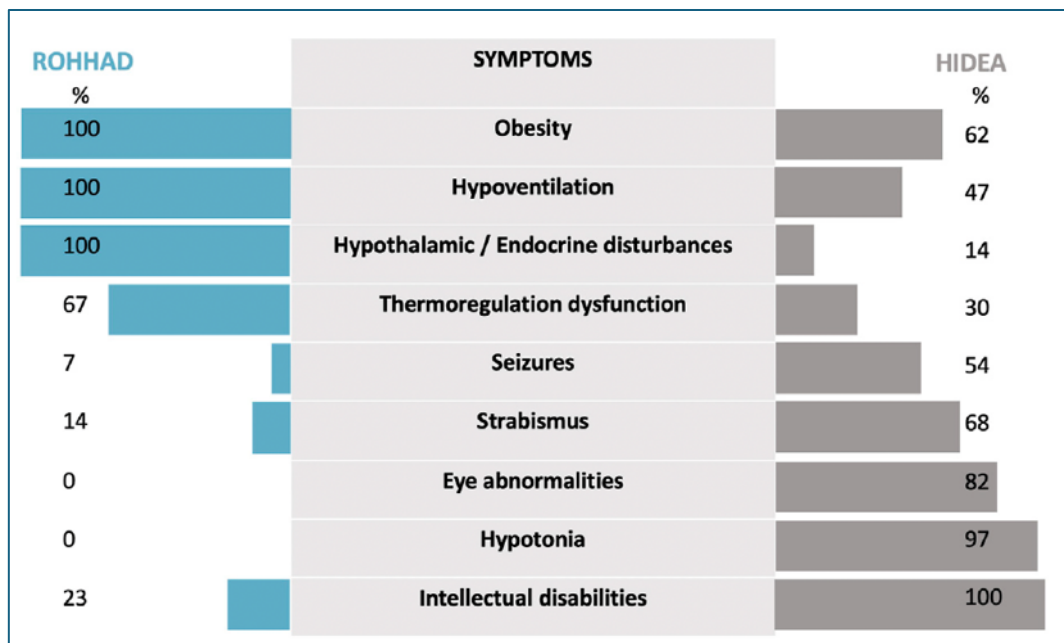 ROHHAD SYMPTOMS HIDEA
% %
100 Obesity 62
100 Hypoventilation 47
100 Hypothalamic / Endocrine disturbances 14
67 Thermoregulation dysfunction 30
7 Seizures 54
14 Strabismus 68
0 Eye abnormalities 82
0 Hypotonia 97
23 Intellectual disabilities 100